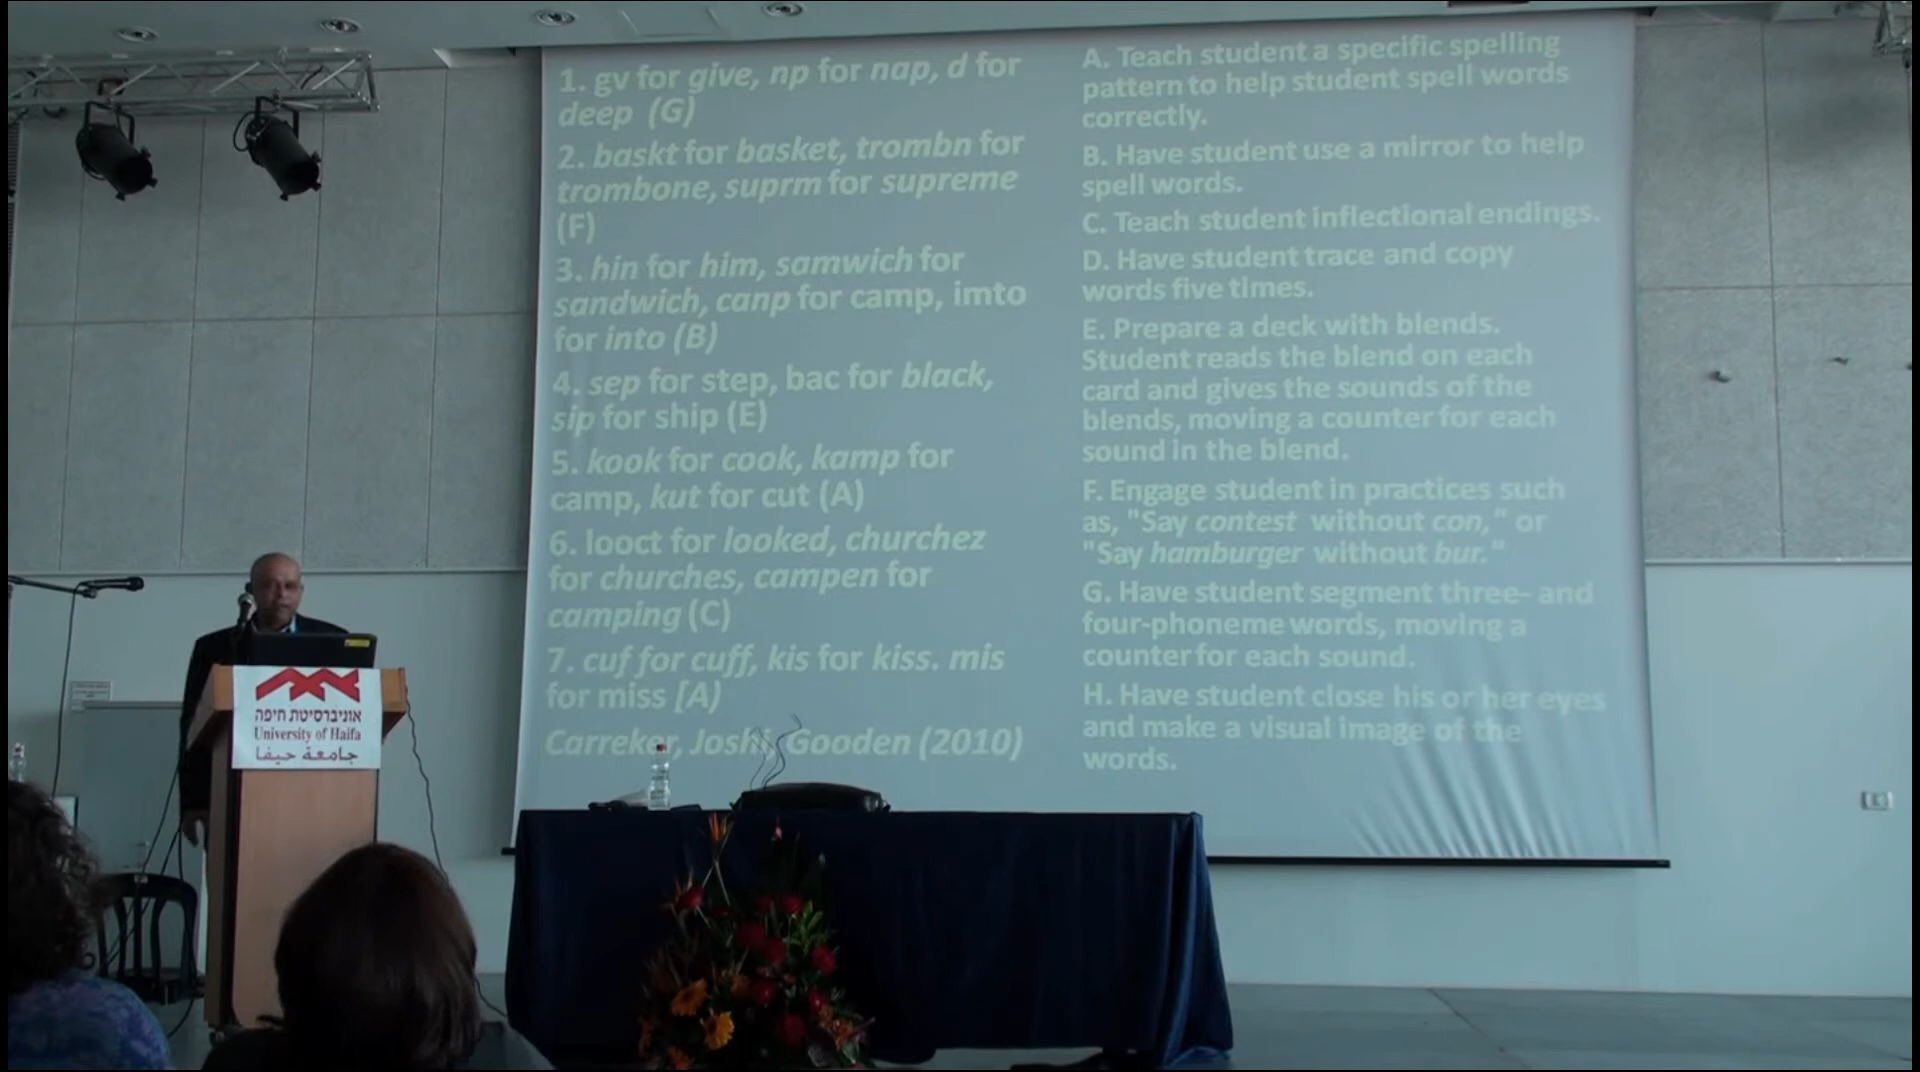 1. gv for give, np for nap, d for
deep (G)
2. baskt for basket, trombn for
trombone, suprm for supreme
(F)
3. hin for him, samwich for
sandwich, canp for camp, imto
for into (B)
4. sep for step, bac for black,
sip for ship (E)
5. kook for cook, kamp for
camp, kut for cut (A)
6. looct for looked, churchez
for churches, campen for
camping (C)
7. cuf for cuff, kis for kiss. mis
for miss [A)
Carreker, Joshi, Gooden (2010)
A. Teach student a specific spelling
pattern to help student spell words
correctly.
B. Have student use a mirror to help
spell words.
C. Teach student inflectional endings.
D. Have student trace and copy
words five times.
E. Prepare a deck with blends.
Student reads the blend on each
card and gives the sounds of the
blends, moving a counter for each
sound in the blend.
F. Engage student in practices such
as, "Say contest without con," or
"Say hamburger without bur."
G. Have student segment three- and
four-phoneme words, moving a
counter for each sound.
H. Have student close his or her eyes
and make a visual image of the
words.
אוניברסיטת חיפה
University of Haifa
جامعة حيفا